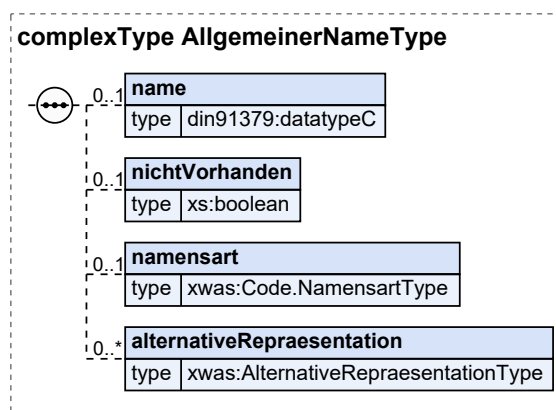 complexType AllgemeinerNameType
0..1 name
type din91379:datatypeC
0..1 nichtVorhanden
type xs:boolean
0..1 namensart
type xwas:Code.NamensartType
0..* alternativeRepraesentation
type xwas:AlternativeRepraesentationType